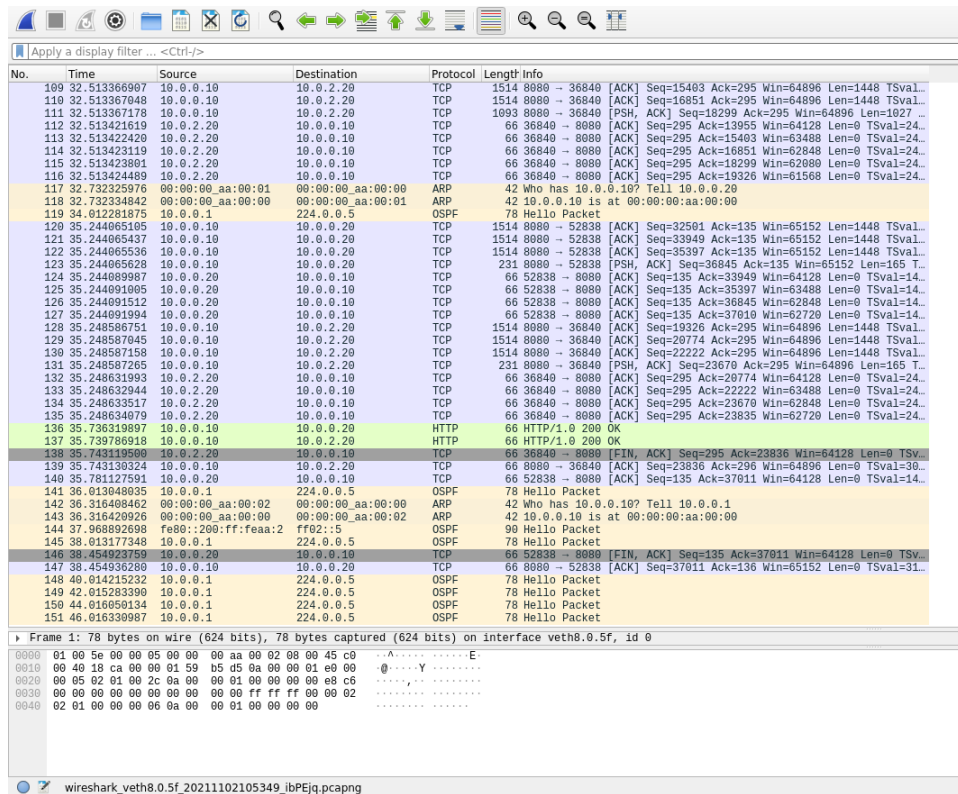 Apply a display filter ... <Ctrl-/>
No. Time Source Destination Protocol Length Info
109 32.513366907 10.0.0.10 10.0.2.20 TCP 1514 8080 → 36840 [ACK] Seq=15403 Ack=295 Win=64896 Len=1448 TSval…
110 32.513367048 10.0.0.10 10.0.2.20 TCP 1514 8080 → 36840 [ACK] Seq=16851 Ack=295 Win=64896 Len=1448 TSval…
111 32.513367178 10.0.0.10 10.0.2.20 TCP 1093 8080 → 36840 [PSH, ACK] Seq=18299 Ack=295 Win=64896 Len=1027 …
112 32.513421619 10.0.2.20 10.0.0.10 TCP 66 36840 → 8080 [ACK] Seq=295 Ack=13955 Win=64128 Len=0 TSval=24…
113 32.513422420 10.0.2.20 10.0.0.10 TCP 66 36840 → 8080 [ACK] Seq=295 Ack=15403 Win=63488 Len=0 TSval=24…
114 32.513423119 10.0.2.20 10.0.0.10 TCP 66 36840 → 8080 [ACK] Seq=295 Ack=16851 Win=62848 Len=0 TSval=24…
115 32.513423801 10.0.2.20 10.0.0.10 TCP 66 36840 → 8080 [ACK] Seq=295 Ack=18299 Win=62080 Len=0 TSval=24…
116 32.513424489 10.0.2.20 10.0.0.10 TCP 66 36840 → 8080 [ACK] Seq=295 Ack=19326 Win=61568 Len=0 TSval=24…
117 32.732325976 00:00:00_aa:00:01 00:00:00_aa:00:00 ARP 42 Who has 10.0.0.10? Tell 10.0.0.20
118 32.732334842 00:00:00_aa:00:00 00:00:00_aa:00:01 ARP 42 10.0.0.10 is at 00:00:00:aa:00:00
119 34.012281875 10.0.0.1 224.0.0.5 OSPF 78 Hello Packet
120 35.244065105 10.0.0.10 10.0.0.20 TCP 1514 8080 → 52838 [ACK] Seq=32501 Ack=135 Win=65152 Len=1448 TSval…
121 35.244065437 10.0.0.10 10.0.0.20 TCP 1514 8080 → 52838 [ACK] Seq=33949 Ack=135 Win=65152 Len=1448 TSval…
122 35.244065536 10.0.0.10 10.0.0.20 TCP 1514 8080 → 52838 [ACK] Seq=35397 Ack=135 Win=65152 Len=1448 TSval…
123 35.244065628 10.0.0.10 10.0.0.20 TCP 231 8080 → 52838 [PSH, ACK] Seq=36845 Ack=135 Win=65152 Len=165 T…
124 35.244089987 10.0.0.20 10.0.0.10 TCP 66 52838 → 8080 [ACK] Seq=135 Ack=33949 Win=64128 Len=0 TSval=14…
125 35.244091005 10.0.0.20 10.0.0.10 TCP 66 52838 → 8080 [ACK] Seq=135 Ack=35397 Win=63488 Len=0 TSval=14…
126 35.244091512 10.0.0.20 10.0.0.10 TCP 66 52838 → 8080 [ACK] Seq=135 Ack=36845 Win=62848 Len=0 TSval=14…
127 35.244091994 10.0.0.20 10.0.0.10 TCP 66 52838 → 8080 [ACK] Seq=135 Ack=37010 Win=62720 Len=0 TSval=14…
128 35.248586751 10.0.0.10 10.0.2.20 TCP 1514 8080 → 36840 [ACK] Seq=19326 Ack=295 Win=64896 Len=1448 TSval…
129 35.248587045 10.0.0.10 10.0.2.20 TCP 1514 8080 → 36840 [ACK] Seq=20774 Ack=295 Win=64896 Len=1448 TSval…
130 35.248587158 10.0.0.10 10.0.2.20 TCP 1514 8080 → 36840 [ACK] Seq=22222 Ack=295 Win=64896 Len=1448 TSval…
131 35.248587265 10.0.0.10 10.0.2.20 TCP 231 8080 → 36840 [PSH, ACK] Seq=23670 Ack=295 Win=64896 Len=165 T…
132 35.248631993 10.0.2.20 10.0.0.10 TCP 66 36840 → 8080 [ACK] Seq=295 Ack=20774 Win=64128 Len=0 TSval=24…
133 35.248632944 10.0.2.20 10.0.0.10 TCP 66 36840 → 8080 [ACK] Seq=295 Ack=22222 Win=63488 Len=0 TSval=24…
134 35.248633517 10.0.2.20 10.0.0.10 TCP 66 36840 → 8080 [ACK] Seq=295 Ack=23670 Win=62848 Len=0 TSval=24…
135 35.248634079 10.0.2.20 10.0.0.10 TCP 66 36840 → 8080 [ACK] Seq=295 Ack=23835 Win=62720 Len=0 TSval=24…
136 35.736319897 10.0.0.10 10.0.0.20 HTTP 66 HTTP/1.0 200 OK
137 35.739786918 10.0.0.10 10.0.2.20 HTTP 66 HTTP/1.0 200 OK
138 35.743119500 10.0.2.20 10.0.0.10 TCP 66 36840 → 8080 [FIN, ACK] Seq=295 Ack=23836 Win=64128 Len=0 TSv…
139 35.743130324 10.0.0.10 10.0.2.20 TCP 66 8080 → 36840 [ACK] Seq=23836 Ack=296 Win=64896 Len=0 TSval=30…
140 35.781127591 10.0.0.20 10.0.0.10 TCP 66 52838 → 8080 [ACK] Seq=135 Ack=37011 Win=64128 Len=0 TSval=14…
141 36.013048035 10.0.0.1 224.0.0.5 OSPF 78 Hello Packet
142 36.316408462 00:00:00_aa:00:02 00:00:00_aa:00:00 ARP 42 Who has 10.0.0.10? Tell 10.0.0.1
143 36.316420926 00:00:00_aa:00:00 00:00:00_aa:00:02 ARP 42 10.0.0.10 is at 00:00:00:aa:00:00
144 37.968892698 fe80::200:ff:feaa:2 ff02::5 OSPF 90 Hello Packet
145 38.013177348 10.0.0.1 224.0.0.5 OSPF 78 Hello Packet
146 38.454923759 10.0.0.20 10.0.0.10 TCP 66 52838 → 8080 [FIN, ACK] Seq=135 Ack=37011 Win=64128 Len=0 TSv…
147 38.454936280 10.0.0.10 10.0.0.20 TCP 66 8080 → 52838 [ACK] Seq=37011 Ack=136 Win=65152 Len=0 TSval=31…
148 40.014215232 10.0.0.1 224.0.0.5 OSPF 78 Hello Packet
149 42.015283390 10.0.0.1 224.0.0.5 OSPF 78 Hello Packet
150 44.016050134 10.0.0.1 224.0.0.5 OSPF 78 Hello Packet
151 46.016330987 10.0.0.1 224.0.0.5 OSPF 78 Hello Packet
Frame 1: 78 bytes on wire (624 bits), 78 bytes captured (624 bits) on interface veth8.0.5f, id 0
0000 01 00 5e 00 00 05 00 00 00 aa 00 02 08 00 45 c0 ··^····· ······E·
0010 00 40 18 ca 00 00 01 59 b5 d5 0a 00 00 01 e0 00 ·@·····Y ········
0020 00 05 02 01 00 2c 0a 00 00 01 00 00 00 00 e8 c6 ·····,·· ········
0030 00 00 00 00 00 00 00 00 00 00 ff ff ff 00 00 02 ········ ········
0040 02 01 00 00 00 06 0a 00 00 01 00 00 00 00 ········ ······
wireshark_veth8.0.5f_20211102105349_ibPEjq.pcapng